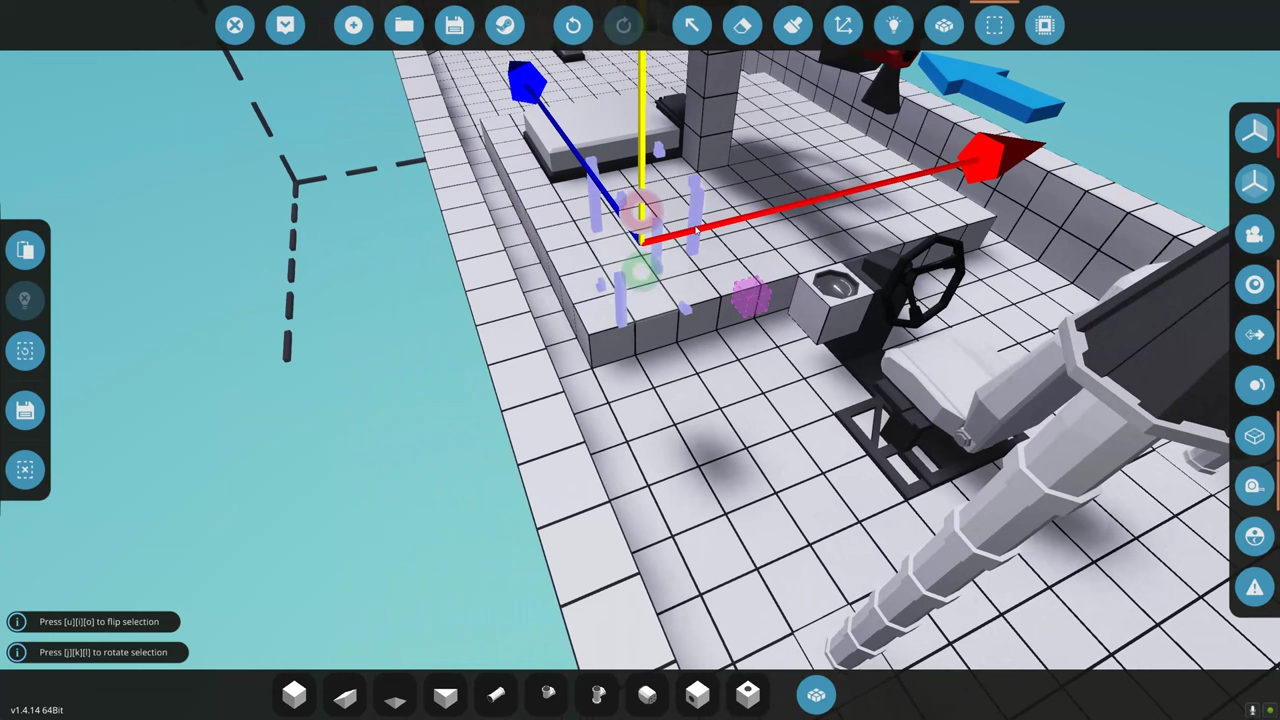 Press [u][i][o] to flip selection
Press [j][k][l] to rotate selection
v1.4.14 64Bit